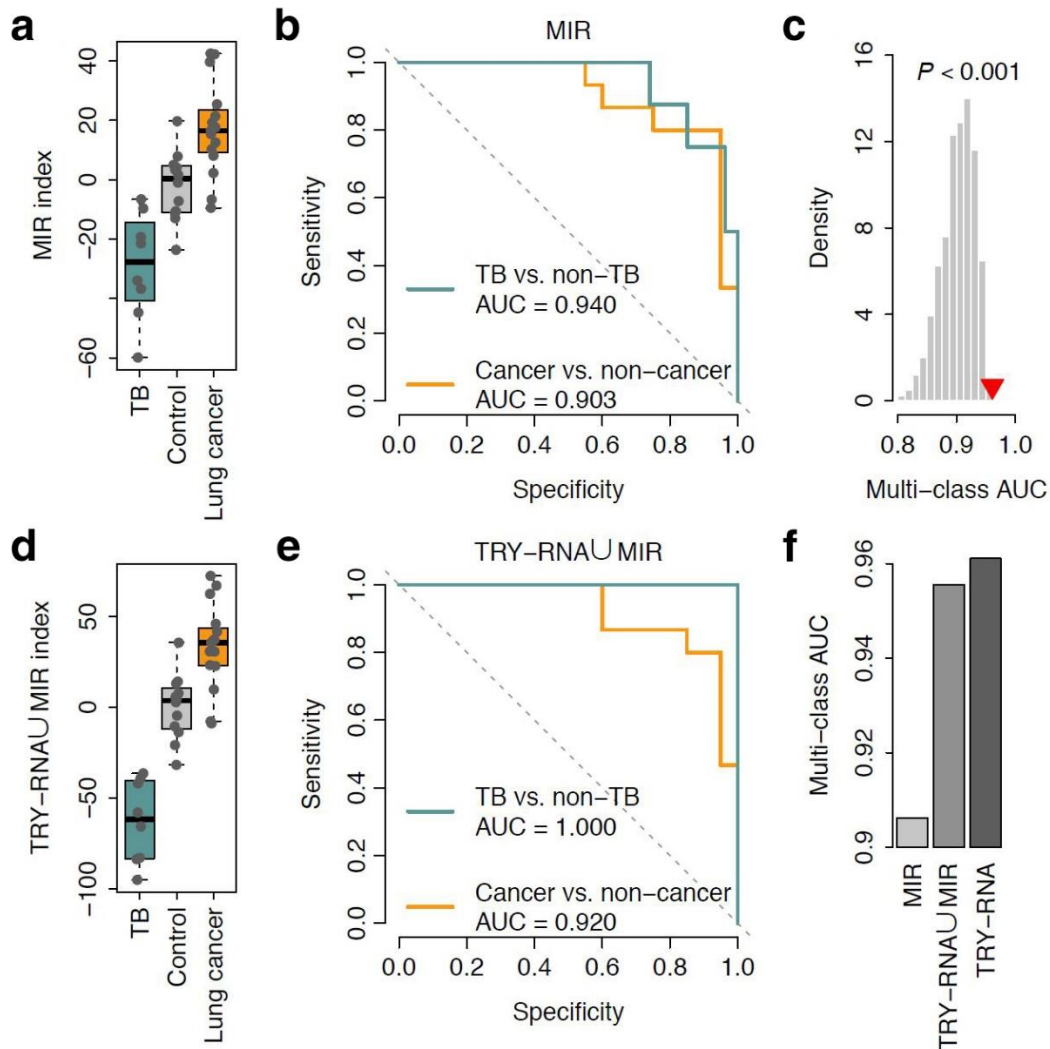 a
MIR index
40
20
0
−20
−60
TB
Control
Lung cancer
b
MIR
Sensitivity
1.0
0.8
0.6
0.4
0.2
0.0
TB vs. non−TB
AUC = 0.940
Cancer vs. non−cancer
AUC = 0.903
0.0 0.2 0.4 0.6 0.8 1.0
Specificity
c
P < 0.001
Density
16
12
8
4
0
0.8 0.9 1.0
Multi−class AUC
d
TRY−RNA∪MIR index
50
0
−50
−100
TB
Control
Lung cancer
e
TRY−RNA∪MIR
Sensitivity
1.0
0.8
0.6
0.4
0.2
0.0
TB vs. non−TB
AUC = 1.000
Cancer vs. non−cancer
AUC = 0.920
0.0 0.2 0.4 0.6 0.8 1.0
Specificity
f
Multi−class AUC
0.96
0.94
0.92
0.9
MIR
TRY−RNA∪MIR
TRY−RNA